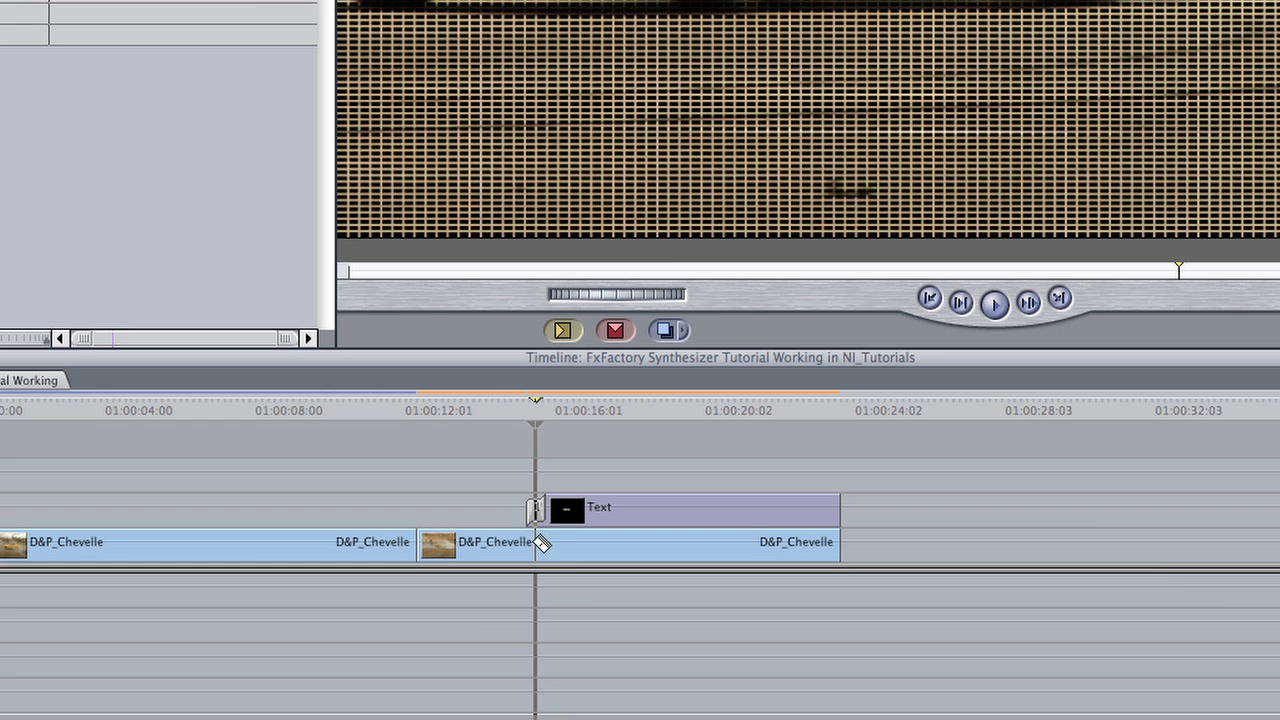 Timeline: FxFactory Synthesizer Tutorial Working in NI_Tutorials
al Working
0:00 01:00:04:00 01:00:08:00 01:00:12:01 01:00:16:01 01:00:20:02 01:00:24:02 01:00:28:03 01:00:32:03
Text
D&P_Chevelle D&P_Chevelle D&P_Chevelle D&P_Chevelle